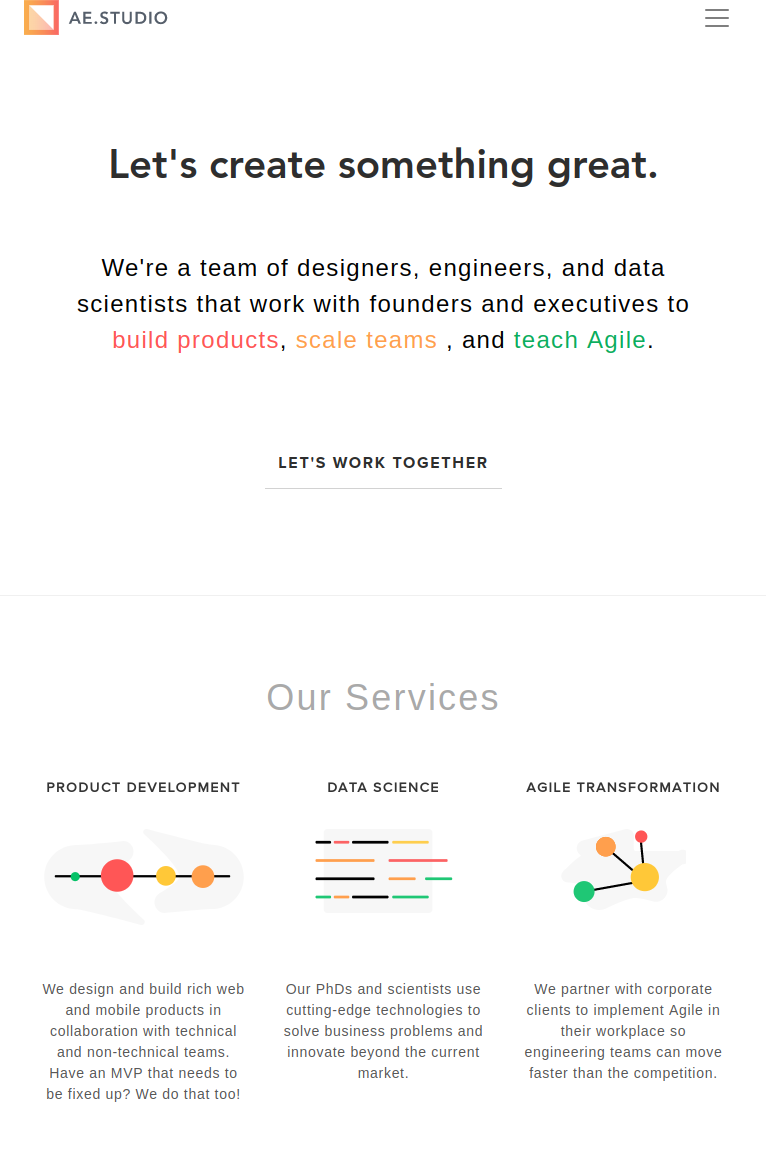 AE.STUDIO
Let's create something great.
We're a team of designers, engineers, and data
scientists that work with founders and executives to
build products, scale teams , and teach Agile.
LET'S WORK TOGETHER
Our Services
PRODUCT DEVELOPMENT
We design and build rich web
and mobile products in
collaboration with technical
and non-technical teams.
Have an MVP that needs to
be fixed up? We do that too!
DATA SCIENCE
Our PhDs and scientists use
cutting-edge technologies to
solve business problems and
innovate beyond the current
market.
AGILE TRANSFORMATION
We partner with corporate
clients to implement Agile in
their workplace so
engineering teams can move
faster than the competition.